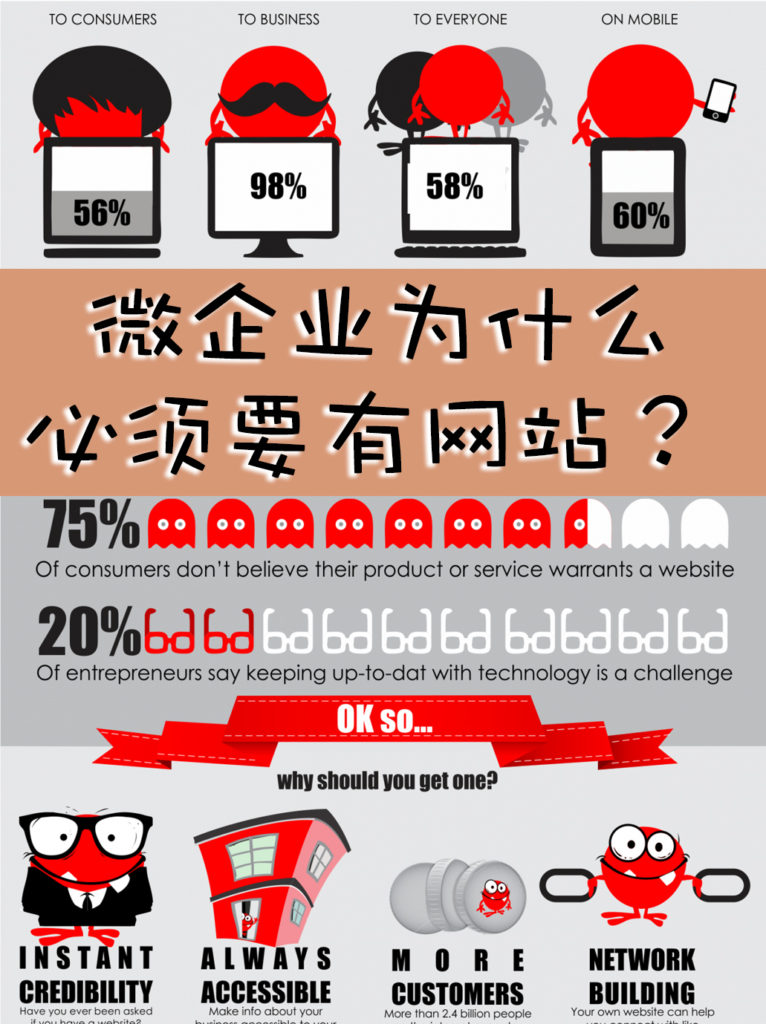 TO CONSUMERS
TO BUSINESS
TO EVERYONE
ON MOBILE
56%
98%
58%
60%
微企业为什么
必须要有网站？
75%
Of consumers don't believe their product or service warrants a website
20%
Of entrepreneurs say keeping up-to-dat with technology is a challenge
OK so...
why should you get one?
INSTANT
CREDIBILITY
Have you ever been asked
if you have a website?
ALWAYS
ACCESSIBLE
Make info about your
business accessible to your
MORE
CUSTOMERS
More than 2.4 billion people
NETWORK
BUILDING
Your own website can help
you connect with like